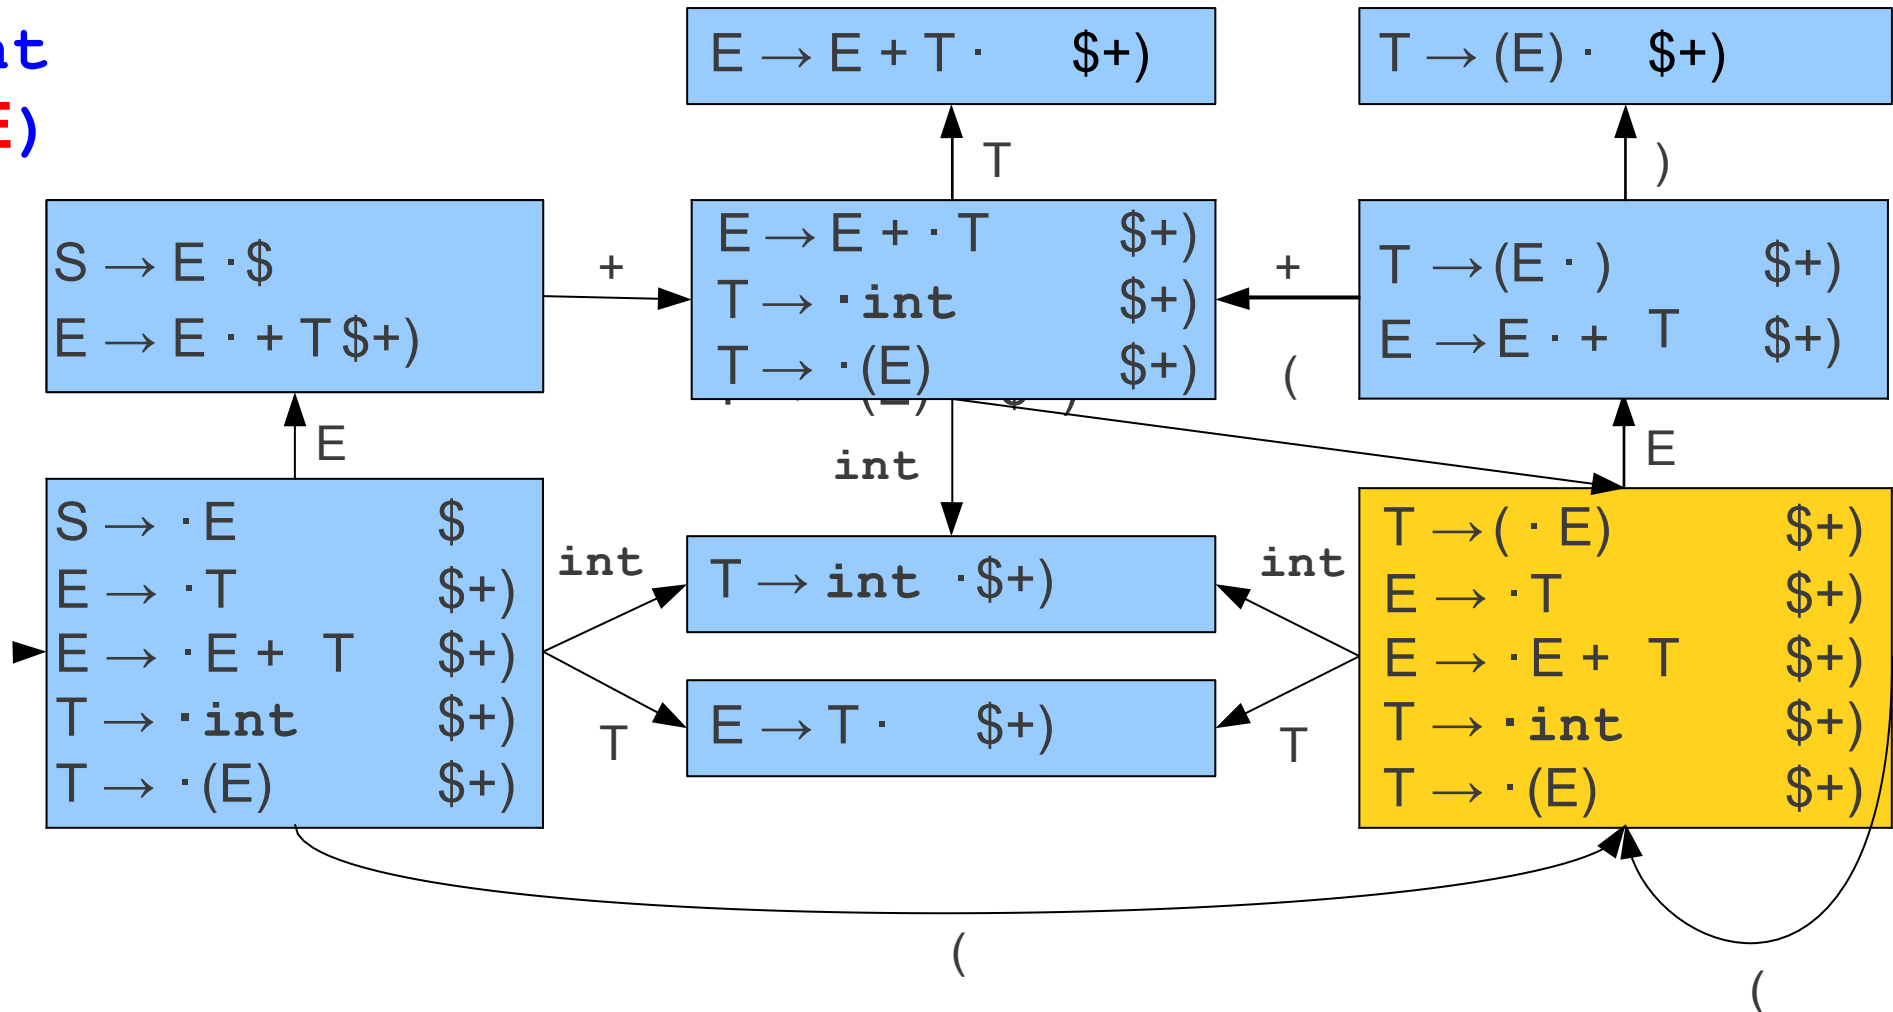 E → E + T ·    $+)
T → (E) ·    $+)
E)
T
)
S → E · $
E → E · + T $+)
+
E → E + · T    $+)
T → · int    $+)
T → · (E)    $+)
+
(
T → (E · )    $+)
E → E · + T    $+)
E
int
E
S → · E    $
E → · T    $+)
E → · E + T    $+)
T → · int    $+)
T → · (E)    $+)
int
T
T → int · $+)
E → T ·    $+)
int
T
T → ( · E)    $+)
E → · T    $+)
E → · E + T    $+)
T → · int    $+)
T → · (E)    $+)
(
(